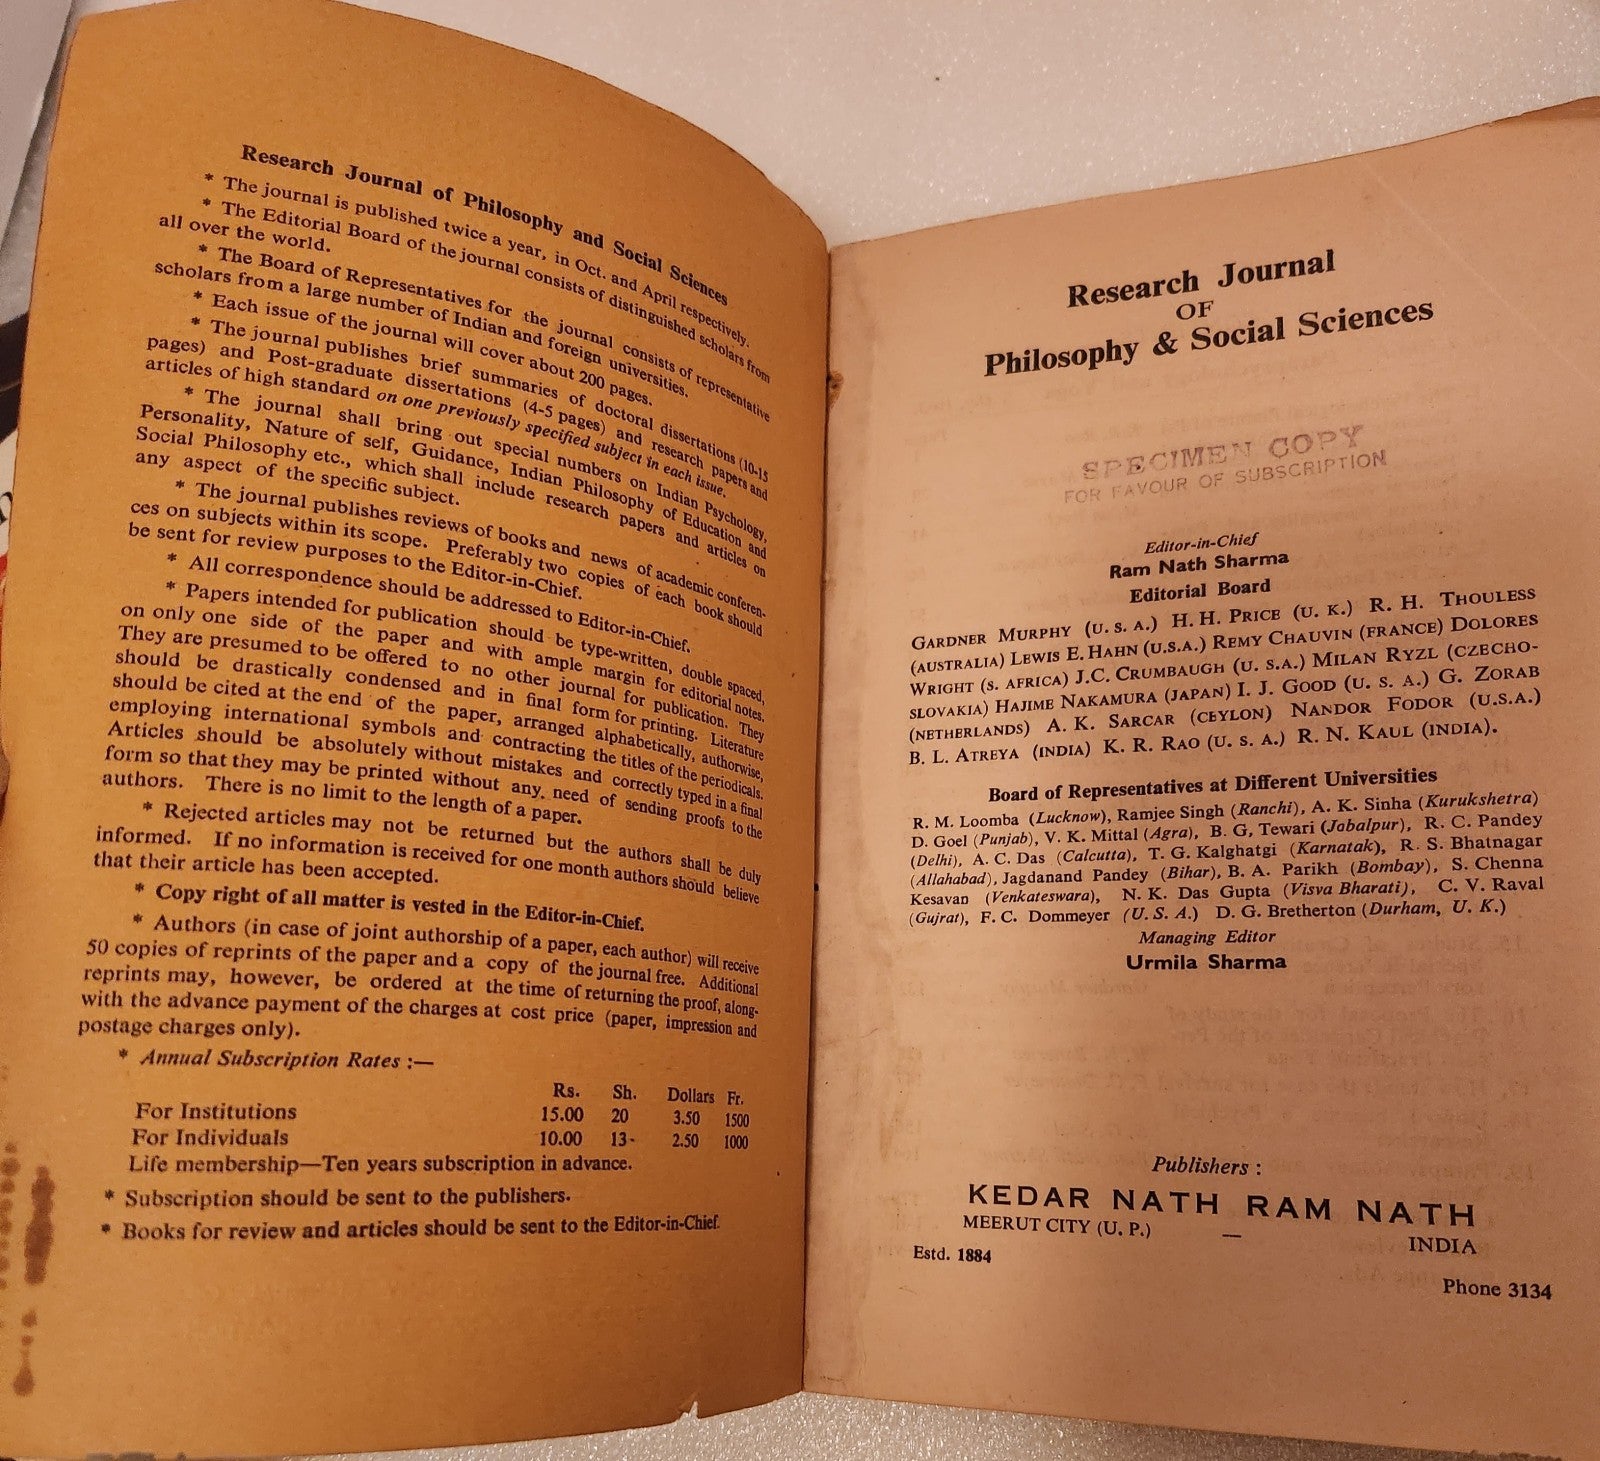 Research Journal of Philosophy and Social Sciences
* The journal is published twice a year, in Oct. and April respectively.
* The Editorial Board of the journal consists of distinguished scholars from
all over the world.
* The Board of Representatives for the journal consists of representative
scholars from a large number of Indian and foreign universities.
* Each issue of the journal will cover about 200 pages.
* The journal publishes brief summaries of doctoral dissertations (10-15
pages) and Post-graduate dissertations (4-5 pages) and research papers and
articles of high standard on one previously specified subject in each issue.
* The journal shall bring out special numbers on Indian Psychology,
Personality, Nature of self, Guidance, Indian Philosophy of Education and
Social Philosophy etc., which shall include research papers and articles on
any aspect of the specific subject.
* The journal publishes reviews of books and news of academic conferen-
ces on subjects within its scope. Preferably two copies of each book should
be sent for review purposes to the Editor-in-Chief.
* All correspondence should be addressed to Editor-in-Chief.
* Papers intended for publication should be type-written, double spaced,
on only one side of the paper and with ample margin for editorial notes.
They are presumed to be offered to no other journal for publication. They
should be drastically condensed and in final form for printing. Literature
should be cited at the end of the paper, arranged alphabetically, authorwise,
employing international symbols and contracting the titles of the periodicals.
Articles should be absolutely without mistakes and correctly typed in a final
form so that they may be printed without any need of sending proofs to the
authors. There is no limit to the length of a paper.
* Rejected articles may not be returned but the authors shall be duly
informed. If no information is received for one month authors should believe
that their article has been accepted.
* Copy right of all matter is vested in the Editor-in-Chief.
* Authors (in case of joint authorship of a paper, each author) will receive
50 copies of reprints of the paper and a copy of the journal free. Additional
reprints may, however, be ordered at the time of returning the proof, along-
with the advance payment of the charges at cost price (paper, impression and
postage charges only).
* Annual Subscription Rates :—
Rs. Sh. Dollars Fr.
For Institutions 15.00 20 3.50 1500
For Individuals 10.00 13- 2.50 1000
Life membership—Ten years subscription in advance.
* Subscription should be sent to the publishers.
* Books for review and articles should be sent to the Editor-in-Chief.
Research Journal
OF
Philosophy & Social Sciences
SPECIMEN COPY
FOR FAVOUR OF SUBSCRIPTION
Editor-in-Chief
Ram Nath Sharma
Editorial Board
GARDNER MURPHY (U. S. A.) H. H. PRICE (U. K.) R. H. THOULESS
(AUSTRALIA) LEWIS E. HAHN (U.S.A.) REMY CHAUVIN (FRANCE) DOLORES
WRIGHT (S. AFRICA) J.C. CRUMBAUGH (U. S.A.) MILAN RYZL (CZECHO-
SLOVAKIA) HAJIME NAKAMURA (JAPAN) I. J. GOOD (U. S. A.) G. ZORAB
(NETHERLANDS) A. K. SARCAR (CEYLON) NANDOR FODOR (U.S.A.)
B. L. ATREYA (INDIA) K. R. RAO (U. S. A.) R. N. KAUL (INDIA).
Board of Representatives at Different Universities
R. M. Loomba (Lucknow), Ramjee Singh (Ranchi), A. K. Sinha (Kurukshetra)
D. Goel (Punjab), V. K. Mittal (Agra), B. G, Tewari (Jabalpur), R. C. Pandey
(Delhi), A. C. Das (Calcutta), T. G. Kalghatgi (Karnatak), R. S. Bhatnagar
(Allahabad), Jagdanand Pandey (Bihar), B. A. Parikh (Bombay), S. Chenna
Kesavan (Venkateswara), N. K. Das Gupta (Visva Bharati), C. V. Raval
(Gujrat), F. C. Dommeyer (U. S. A.) D. G. Bretherton (Durham, U. K.)
Managing Editor
Urmila Sharma
Publishers :
KEDAR NATH RAM NATH
MEERUT CITY (U. P.) — INDIA
Estd. 1884
Phone 3134